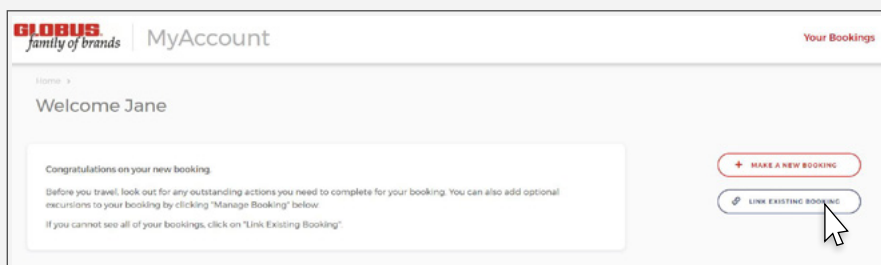 GLOBUS.
family of brands
MyAccount
Your Bookings
Home >
Welcome Jane
Congratulations on your new booking.
Before you travel, look out for any outstanding actions you need to complete for your booking. You can also add optional
excursions to your booking by clicking "Manage Booking" below
If you cannot see all of your bookings, click on "Link Existing Booking".
+ MAKE A NEW BOOKING
LINK EXISTING BOOKING